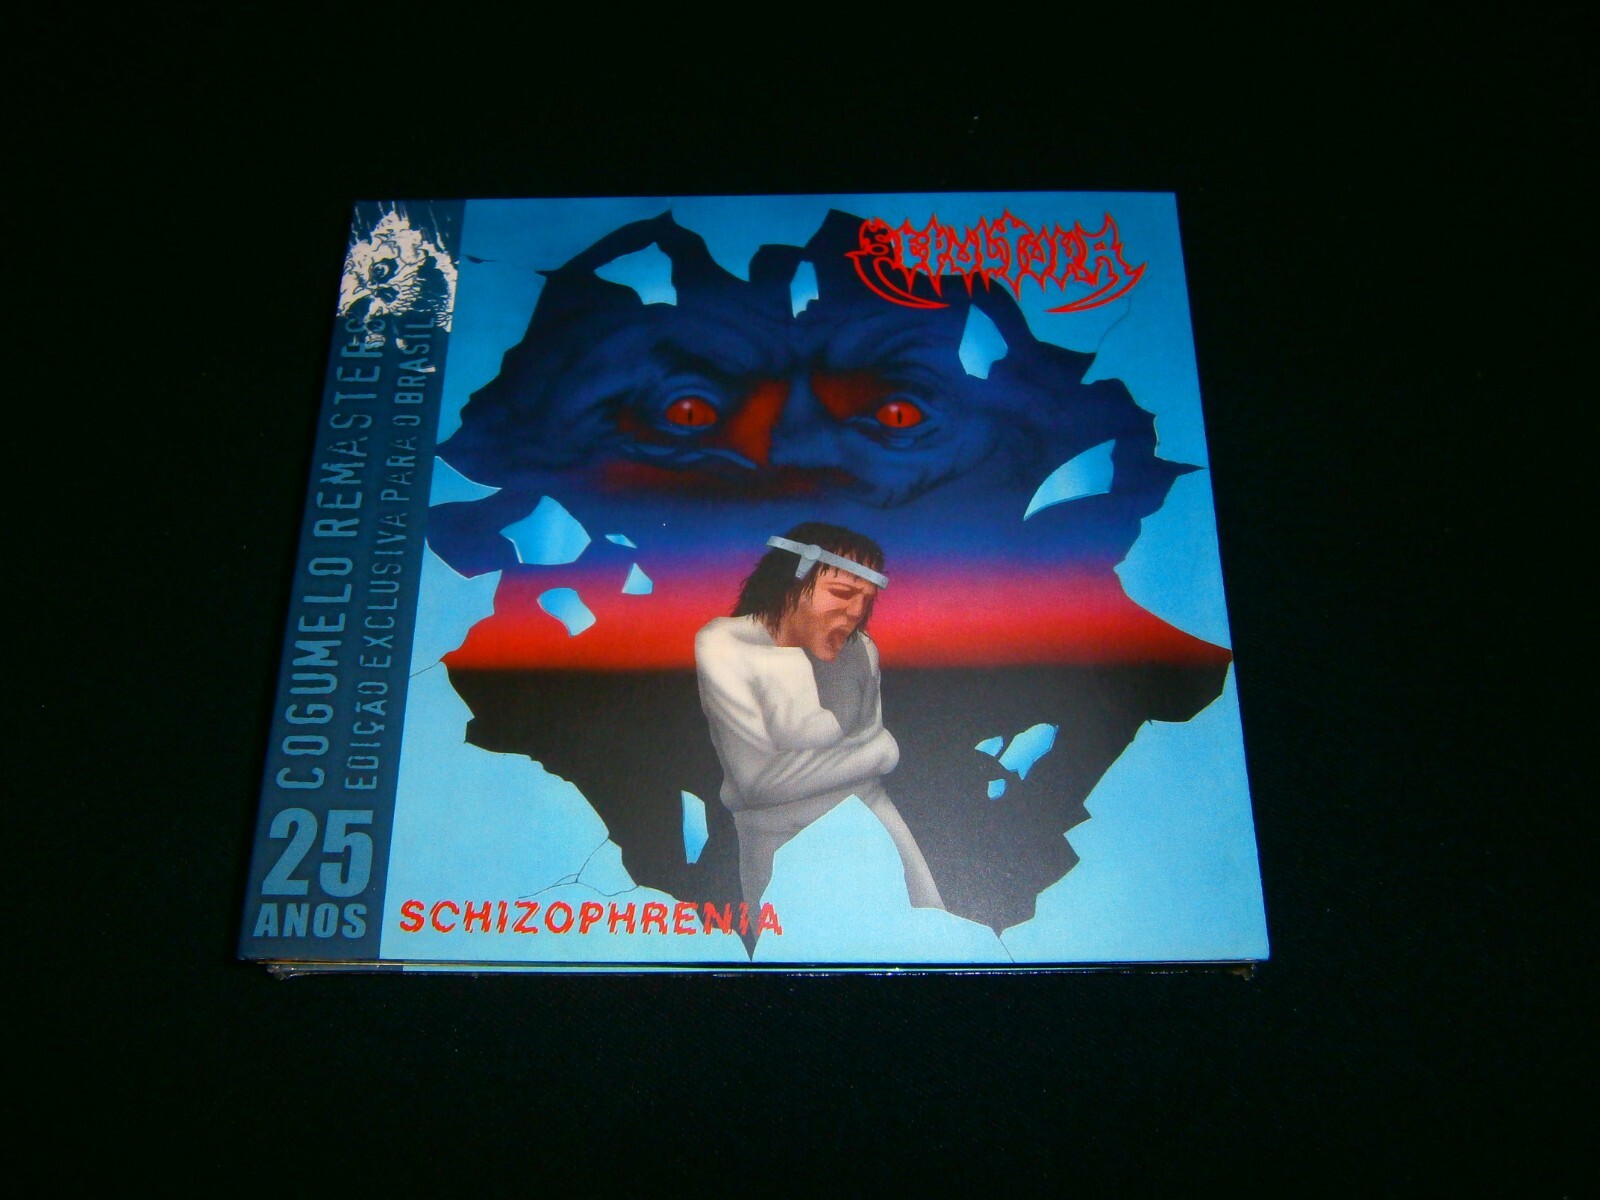 SEPULTURA
COGUMELO REMASTERS
EDIÇÃO EXCLUSIVA PARA O BRASIL
25
ANOS
SCHIZOPHRENIA